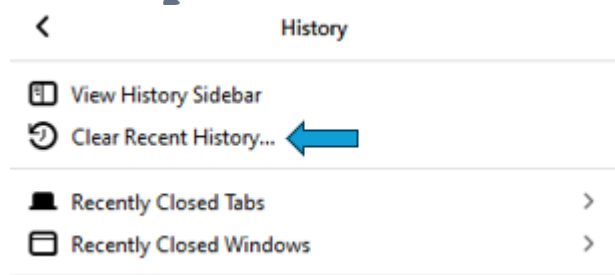 History
View History Sidebar
Clear Recent History...
Recently Closed Tabs
Recently Closed Windows